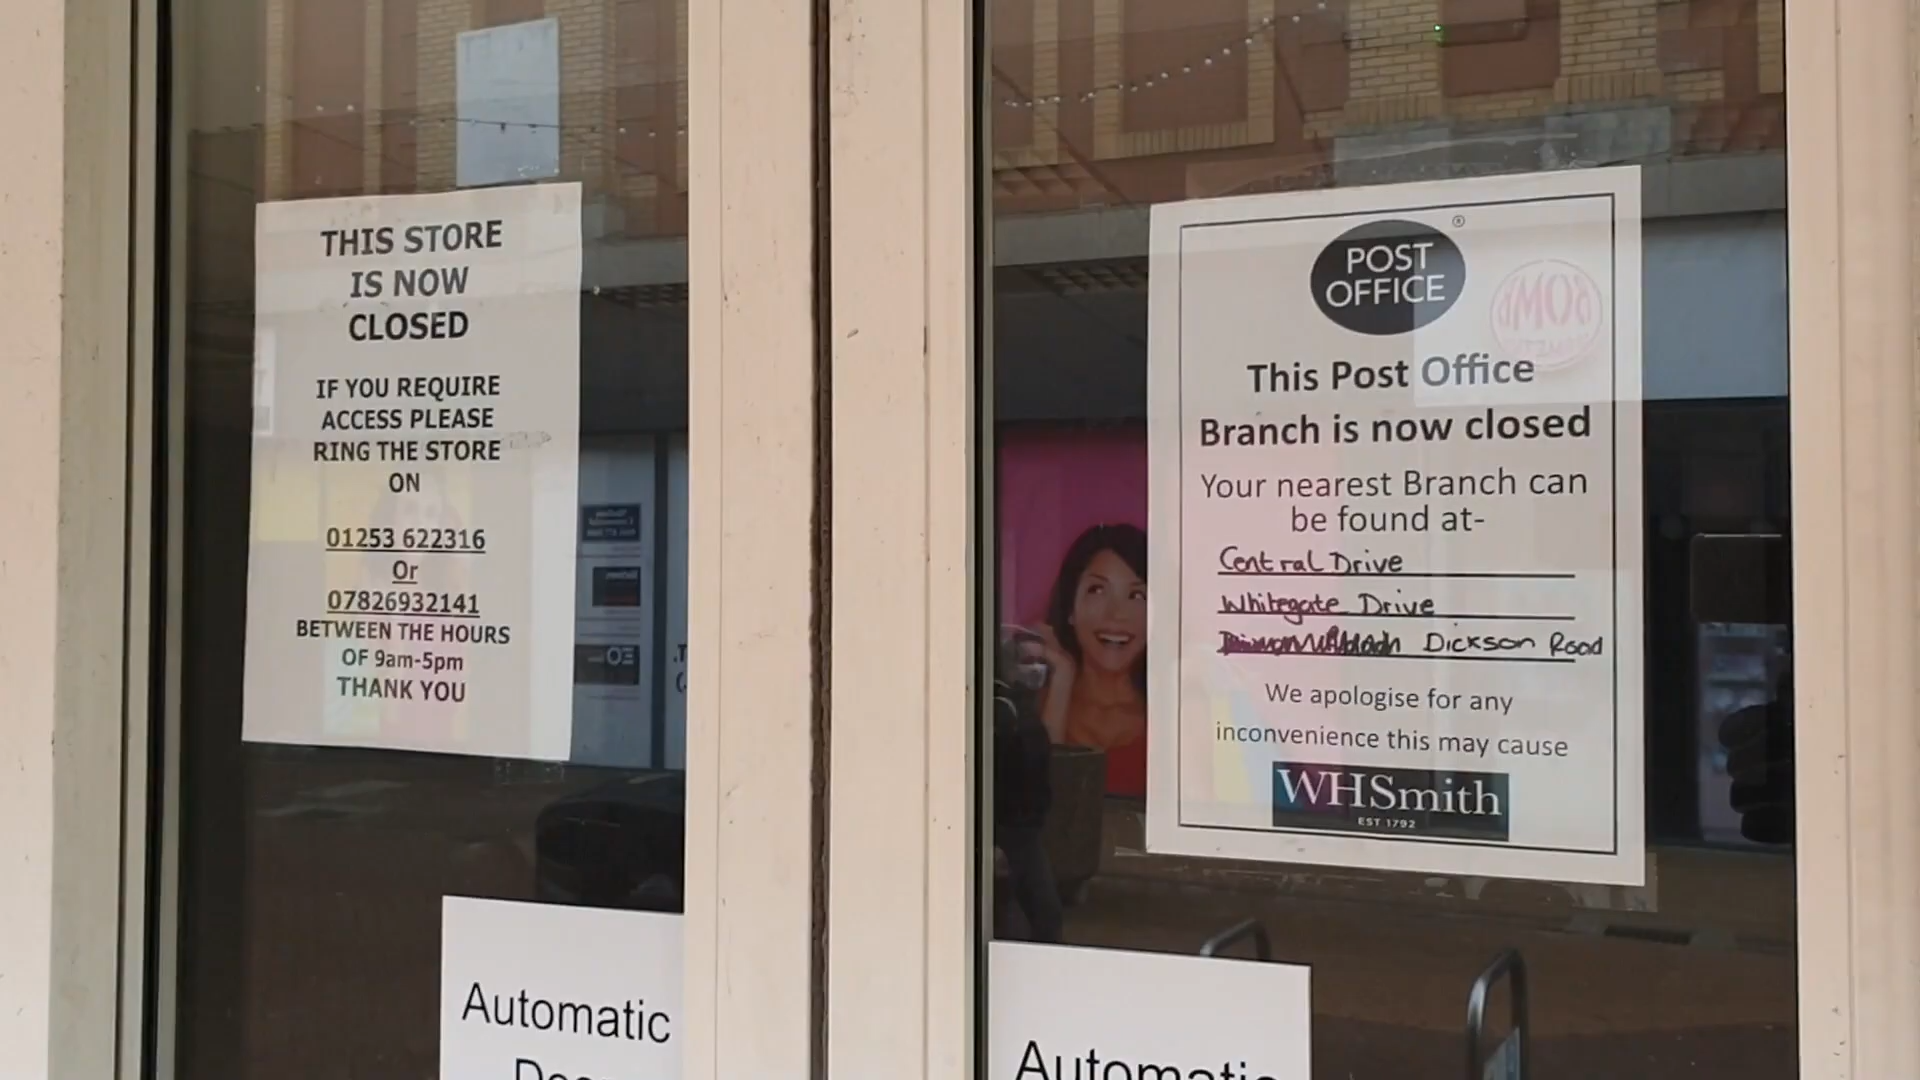 THIS STORE
IS NOW
CLOSED
IF YOU REQUIRE
ACCESS PLEASE
RING THE STORE
ON
01253 622316
Or
07826932141
BETWEEN THE HOURS
OF 9am-5pm
THANK YOU
Automatic
POST
OFFICE
®
This Post Office
Branch is now closed
Your nearest Branch can
be found at-
Central Drive
Whitegate Drive
Dickson Road
We apologise for any
inconvenience this may cause
WHSmith
EST 1792
Automatic